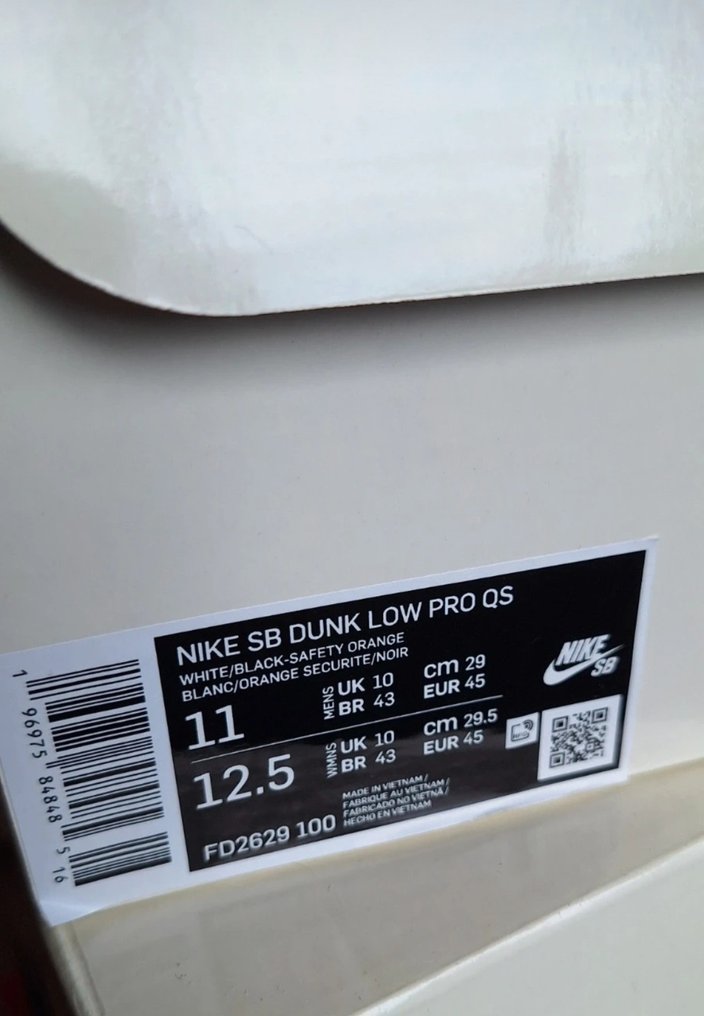 NIKE SB DUNK LOW PRO QS
WHITE/BLACK-SAFETY ORANGE
BLANC/ORANGE SECURITE/NOIR
11 MENS UK 10 cm 29
BR 43 EUR 45
12.5 WMNS UK 10 cm 29.5
BR 43 EUR 45
FD2629 100
MADE IN VIETNAM /
FABRIQUE AU VIETNAM /
FABRICADO NO VIETNÃ /
HECHO EN VIETNAM
NIKE
SB
RFID
1 96975 84848 5 16